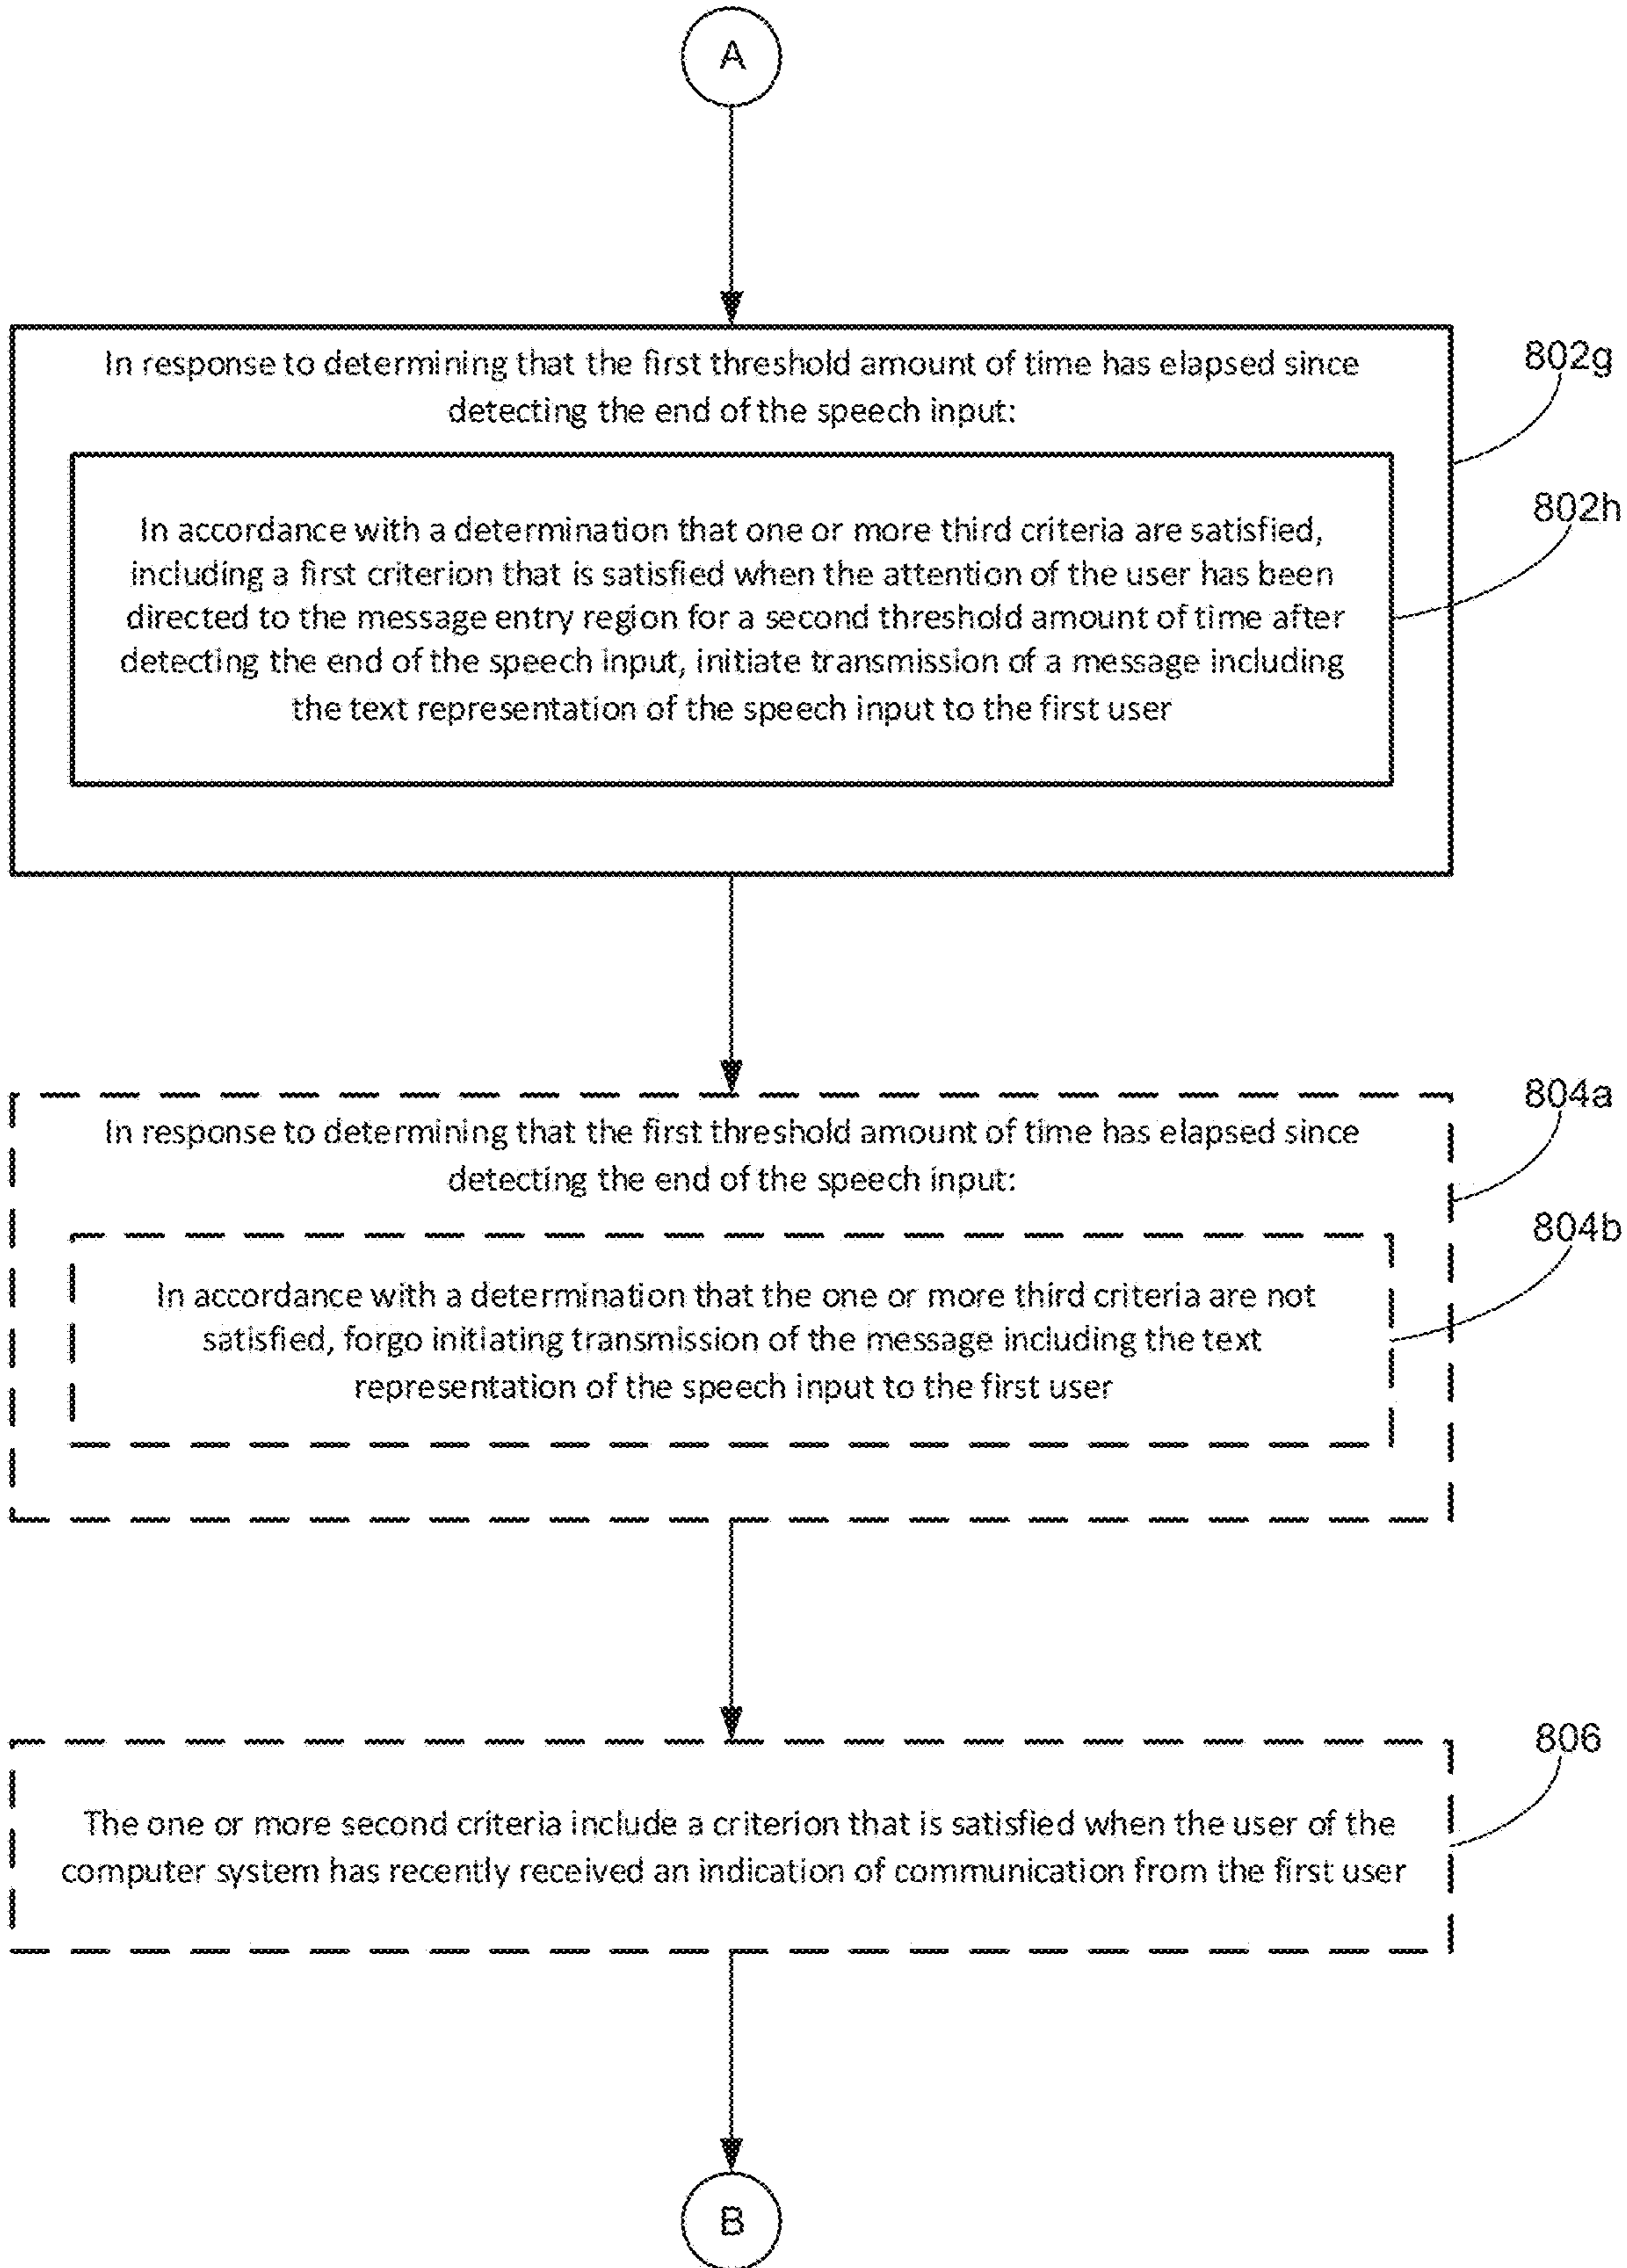 A
In response to determining that the first threshold amount of time has elapsed since
detecting the end of the speech input:
802g
In accordance with a determination that one or more third criteria are satisfied,
including a first criterion that is satisfied when the attention of the user has been
directed to the message entry region for a second threshold amount of time after
detecting the end of the speech input, initiate transmission of a message including
the text representation of the speech input to the first user
802h
In response to determining that the first threshold amount of time has elapsed since
detecting the end of the speech input:
804a
In accordance with a determination that the one or more third criteria are not
satisfied, forgo initiating transmission of the message including the text
representation of the speech input to the first user
804b
The one or more second criteria include a criterion that is satisfied when the user of the
computer system has recently received an indication of communication from the first user
806
B